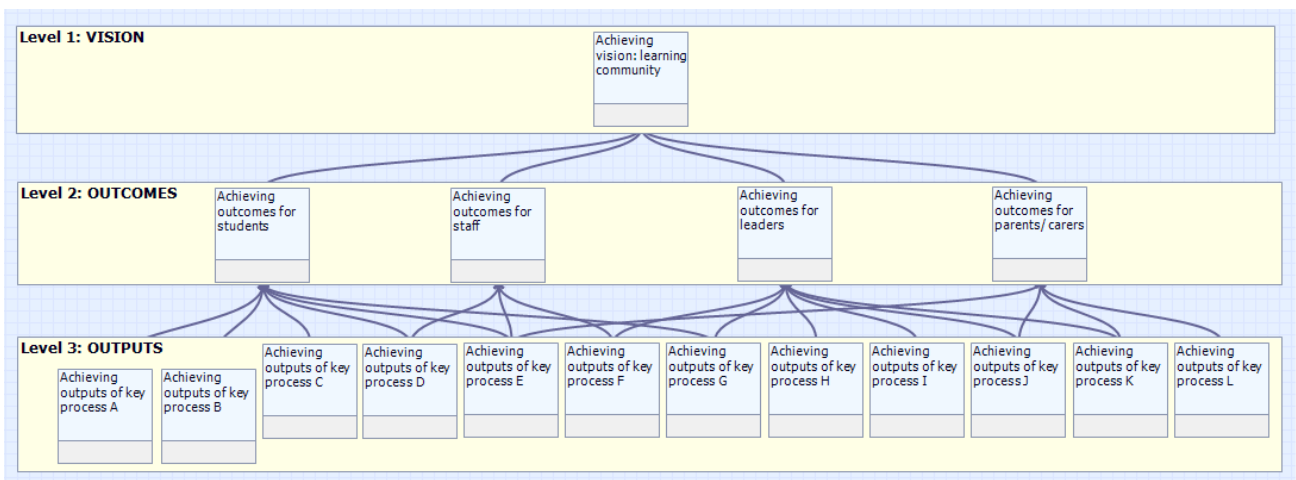 Level 1: VISION
Achieving
vision: learning
community
Level 2: OUTCOMES
Achieving
outcomes for
students
Achieving
outcomes for
staff
Achieving
outcomes for
leaders
Achieving
outcomes for
parents/ carers
Level 3: OUTPUTS
Achieving
outputs of key
process A
Achieving
outputs of key
process B
Achieving
outputs of key
process C
Achieving
outputs of key
process D
Achieving
outputs of key
process E
Achieving
outputs of key
process F
Achieving
outputs of key
process G
Achieving
outputs of key
process H
Achieving
outputs of key
process I
Achieving
outputs of key
process J
Achieving
outputs of key
process K
Achieving
outputs of key
process L